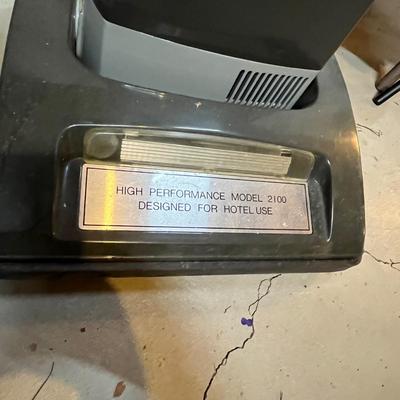 HIGH PERFORMANCE MODEL 2100
DESIGNED FOR HOTEL USE